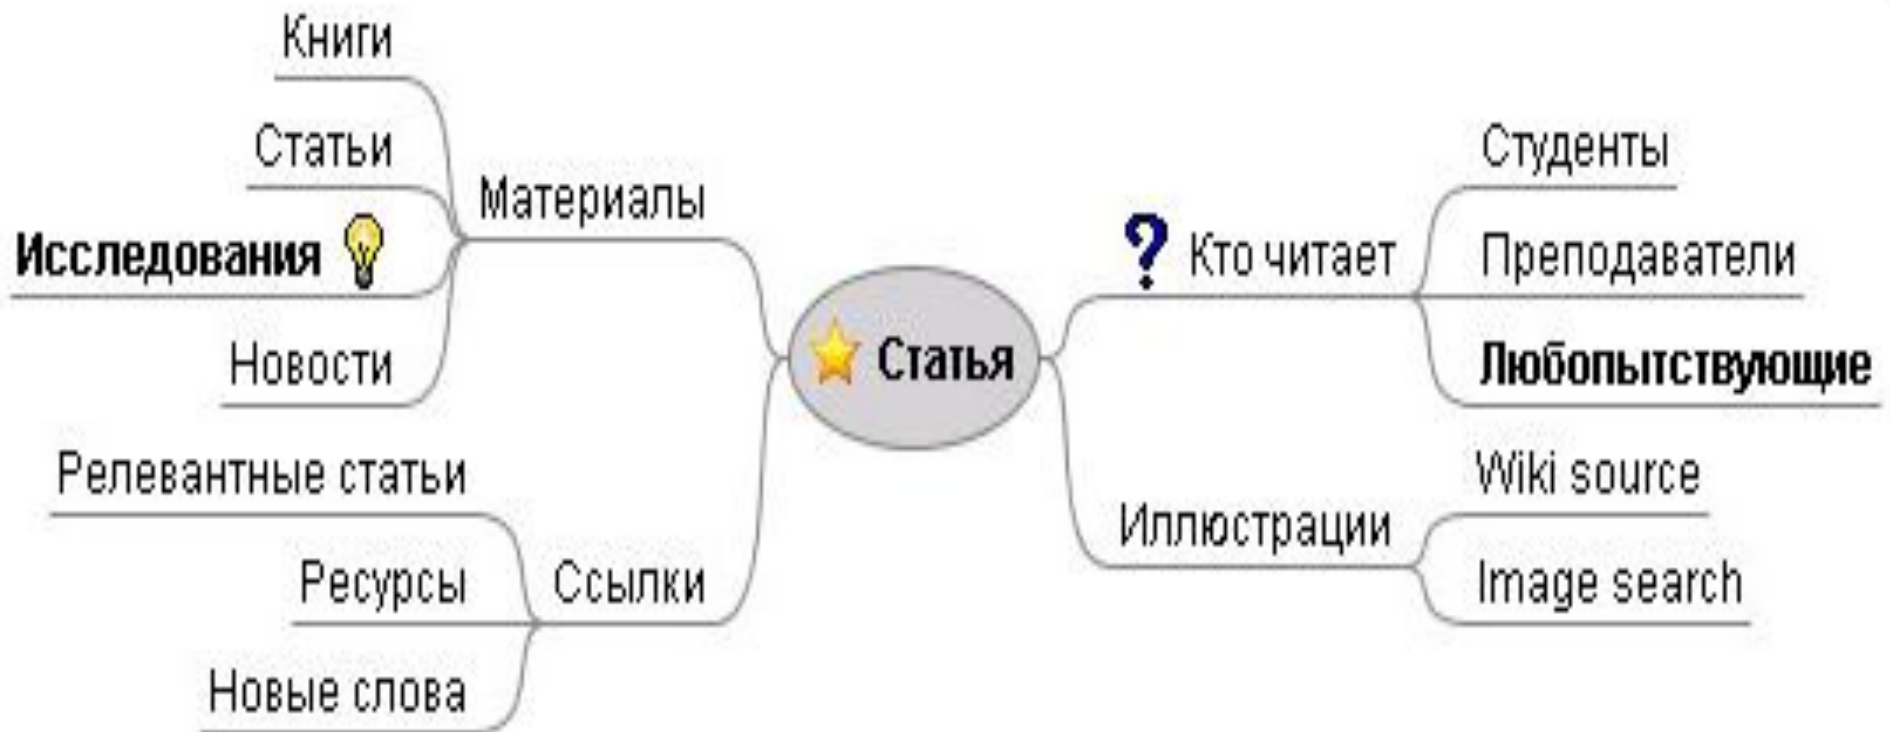 Книги
Статьи
Исследования
Новости
Материалы
Релевантные статьи
Ресурсы
Новые слова
Ссылки
Статья
? Кто читает
Студенты
Преподаватели
Любопытствующие
Иллюстрации
Wiki source
Image search